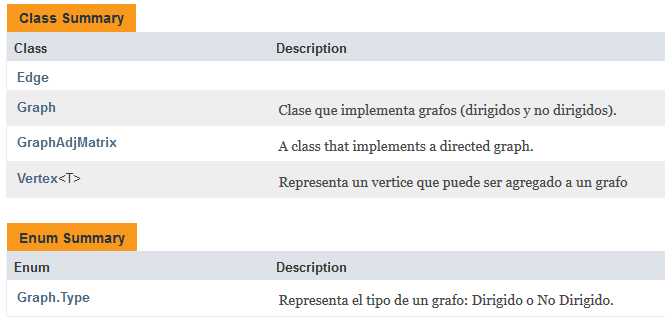 Class Summary
Class Description
Edge
Graph Clase que implementa grafos (dirigidos y no dirigidos).
GraphAdjMatrix A class that implements a directed graph.
Vertex<T> Representa un vertice que puede ser agregado a un grafo
Enum Summary
Enum Description
Graph.Type Representa el tipo de un grafo: Dirigido o No Dirigido.